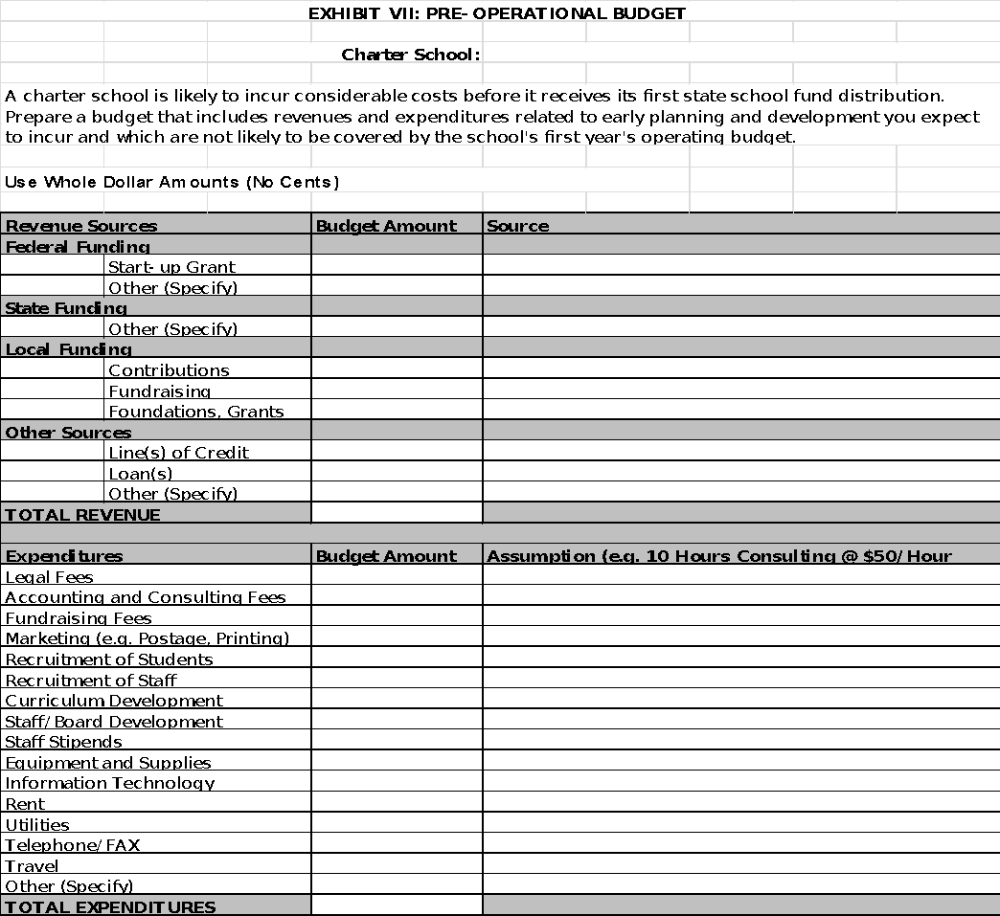 EXHIBIT VII: PRE-OPERATIONAL BUDGET
Charter School:
A charter school is likely to incur considerable costs before it receives its first state school fund distribution.
Prepare a budget that includes revenues and expenditures related to early planning and development you expect
to incur and which are not likely to be covered by the school's first year's operating budget.
Use Whole Dollar Amounts (No Cents)
Revenue Sources Budget Amount Source
Federal Funding
Start-up Grant
Other (Specify)
State Funding
Other (Specify)
Local Funding
Contributions
Fundraising
Foundations, Grants
Other Sources
Line(s) of Credit
Loan(s)
Other (Specify)
TOTAL REVENUE
Expenditures Budget Amount Assumption (e.g. 10 Hours Consulting @ $50/Hour
Legal Fees
Accounting and Consulting Fees
Fundraising Fees
Marketing (e.g. Postage, Printing)
Recruitment of Students
Recruitment of Staff
Curriculum Development
Staff/Board Development
Staff Stipends
Equipment and Supplies
Information Technology
Rent
Utilities
Telephone/FAX
Travel
Other (Specify)
TOTAL EXPENDITURES